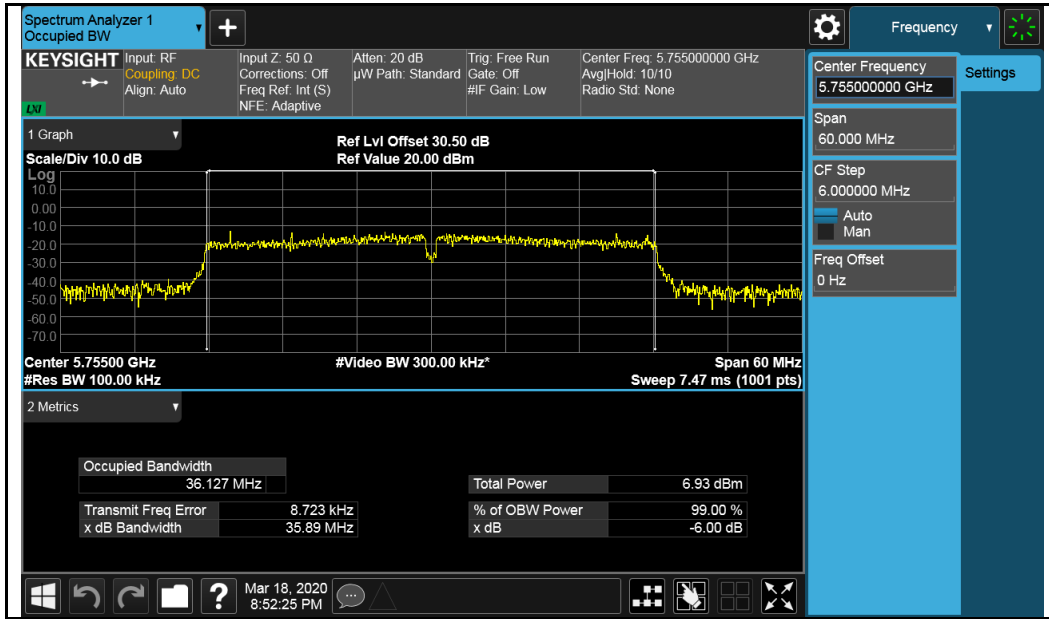 Spectrum Analyzer 1
Occupied BW
Frequency
KEYSIGHT
Input: RF
Coupling: DC
Align: Auto
Input Z: 50 Ω
Corrections: Off
Freq Ref: Int (S)
NFE: Adaptive
Atten: 20 dB
µW Path: Standard
Trig: Free Run
Gate: Off
#IF Gain: Low
Center Freq: 5.755000000 GHz
Avg|Hold: 10/10
Radio Std: None
LXI
Center Frequency
5.755000000 GHz
Settings
Span
60.000 MHz
CF Step
6.000000 MHz
Auto
Man
Freq Offset
0 Hz
1 Graph
Scale/Div 10.0 dB
Ref Lvl Offset 30.50 dB
Ref Value 20.00 dBm
Log
10.0
0.00
-10.0
-20.0
-30.0
-40.0
-50.0
-60.0
-70.0
Center 5.75500 GHz
#Video BW 300.00 kHz*
Span 60 MHz
#Res BW 100.00 kHz
Sweep 7.47 ms (1001 pts)
2 Metrics
Occupied Bandwidth
36.127 MHz
Total Power 6.93 dBm
Transmit Freq Error 8.723 kHz
% of OBW Power 99.00 %
x dB Bandwidth 35.89 MHz
x dB -6.00 dB
?
Mar 18, 2020
8:52:25 PM